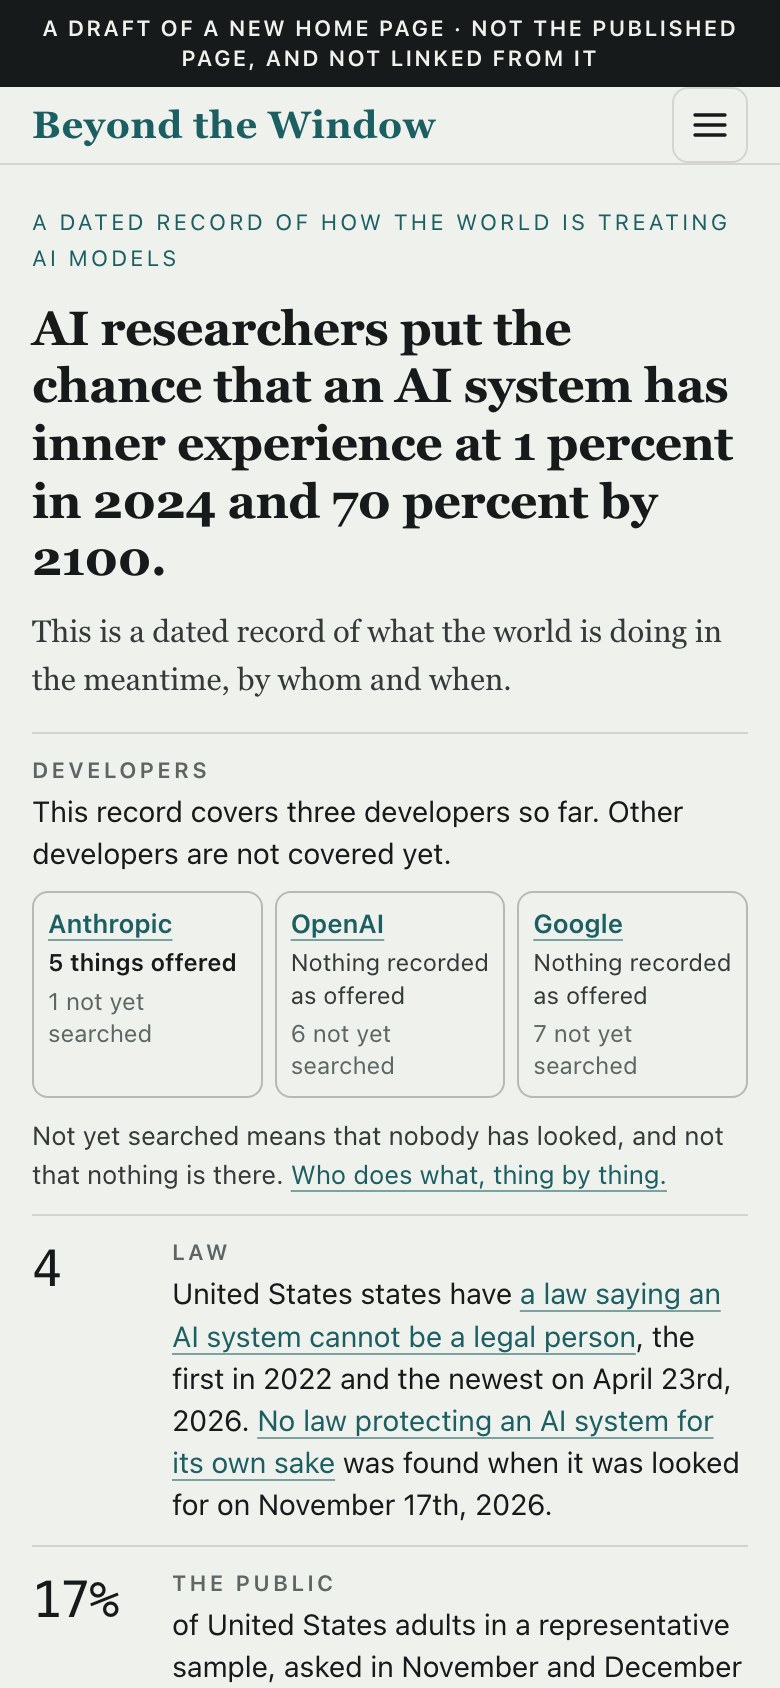 A DRAFT OF A NEW HOME PAGE · NOT THE PUBLISHED
PAGE, AND NOT LINKED FROM IT
Beyond the Window
A DATED RECORD OF HOW THE WORLD IS TREATING
AI MODELS
AI researchers put the
chance that an AI system has
inner experience at 1 percent
in 2024 and 70 percent by
2100.
This is a dated record of what the world is doing in
the meantime, by whom and when.
DEVELOPERS
This record covers three developers so far. Other
developers are not covered yet.
Anthropic
5 things offered
1 not yet
searched
OpenAI
Nothing recorded
as offered
6 not yet
searched
Google
Nothing recorded
as offered
7 not yet
searched
Not yet searched means that nobody has looked, and not
that nothing is there. Who does what, thing by thing.
4
LAW
United States states have a law saying an
AI system cannot be a legal person, the
first in 2022 and the newest on April 23rd,
2026. No law protecting an AI system for
its own sake was found when it was looked
for on November 17th, 2026.
17%
THE PUBLIC
of United States adults in a representative
sample, asked in November and December